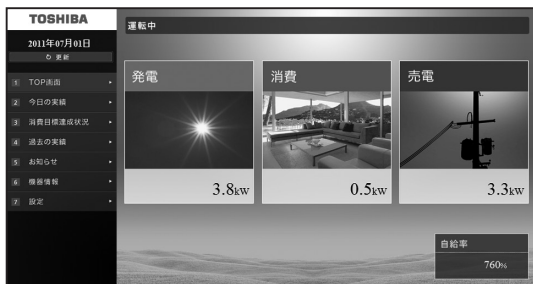 TOSHIBA
2011年07月01日
更新
1 TOP画面
2 今日の実績
3 消費目標達成状況
4 過去の実績
5 お知らせ
6 機器情報
7 設定
運転中
発電
3.8kW
消費
0.5kW
売電
3.3kW
自給率
760%